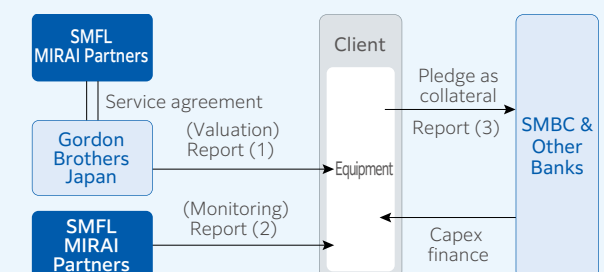 SMFL
MIRAI Partners
Service agreement
Gordon
Brothers
Japan
(Valuation)
Report (1)
SMFL
MIRAI
Partners
(Monitoring)
Report (2)
Client
Equipment
Pledge as
collateral
Report (3)
Capex
finance
SMBC &
Other
Banks